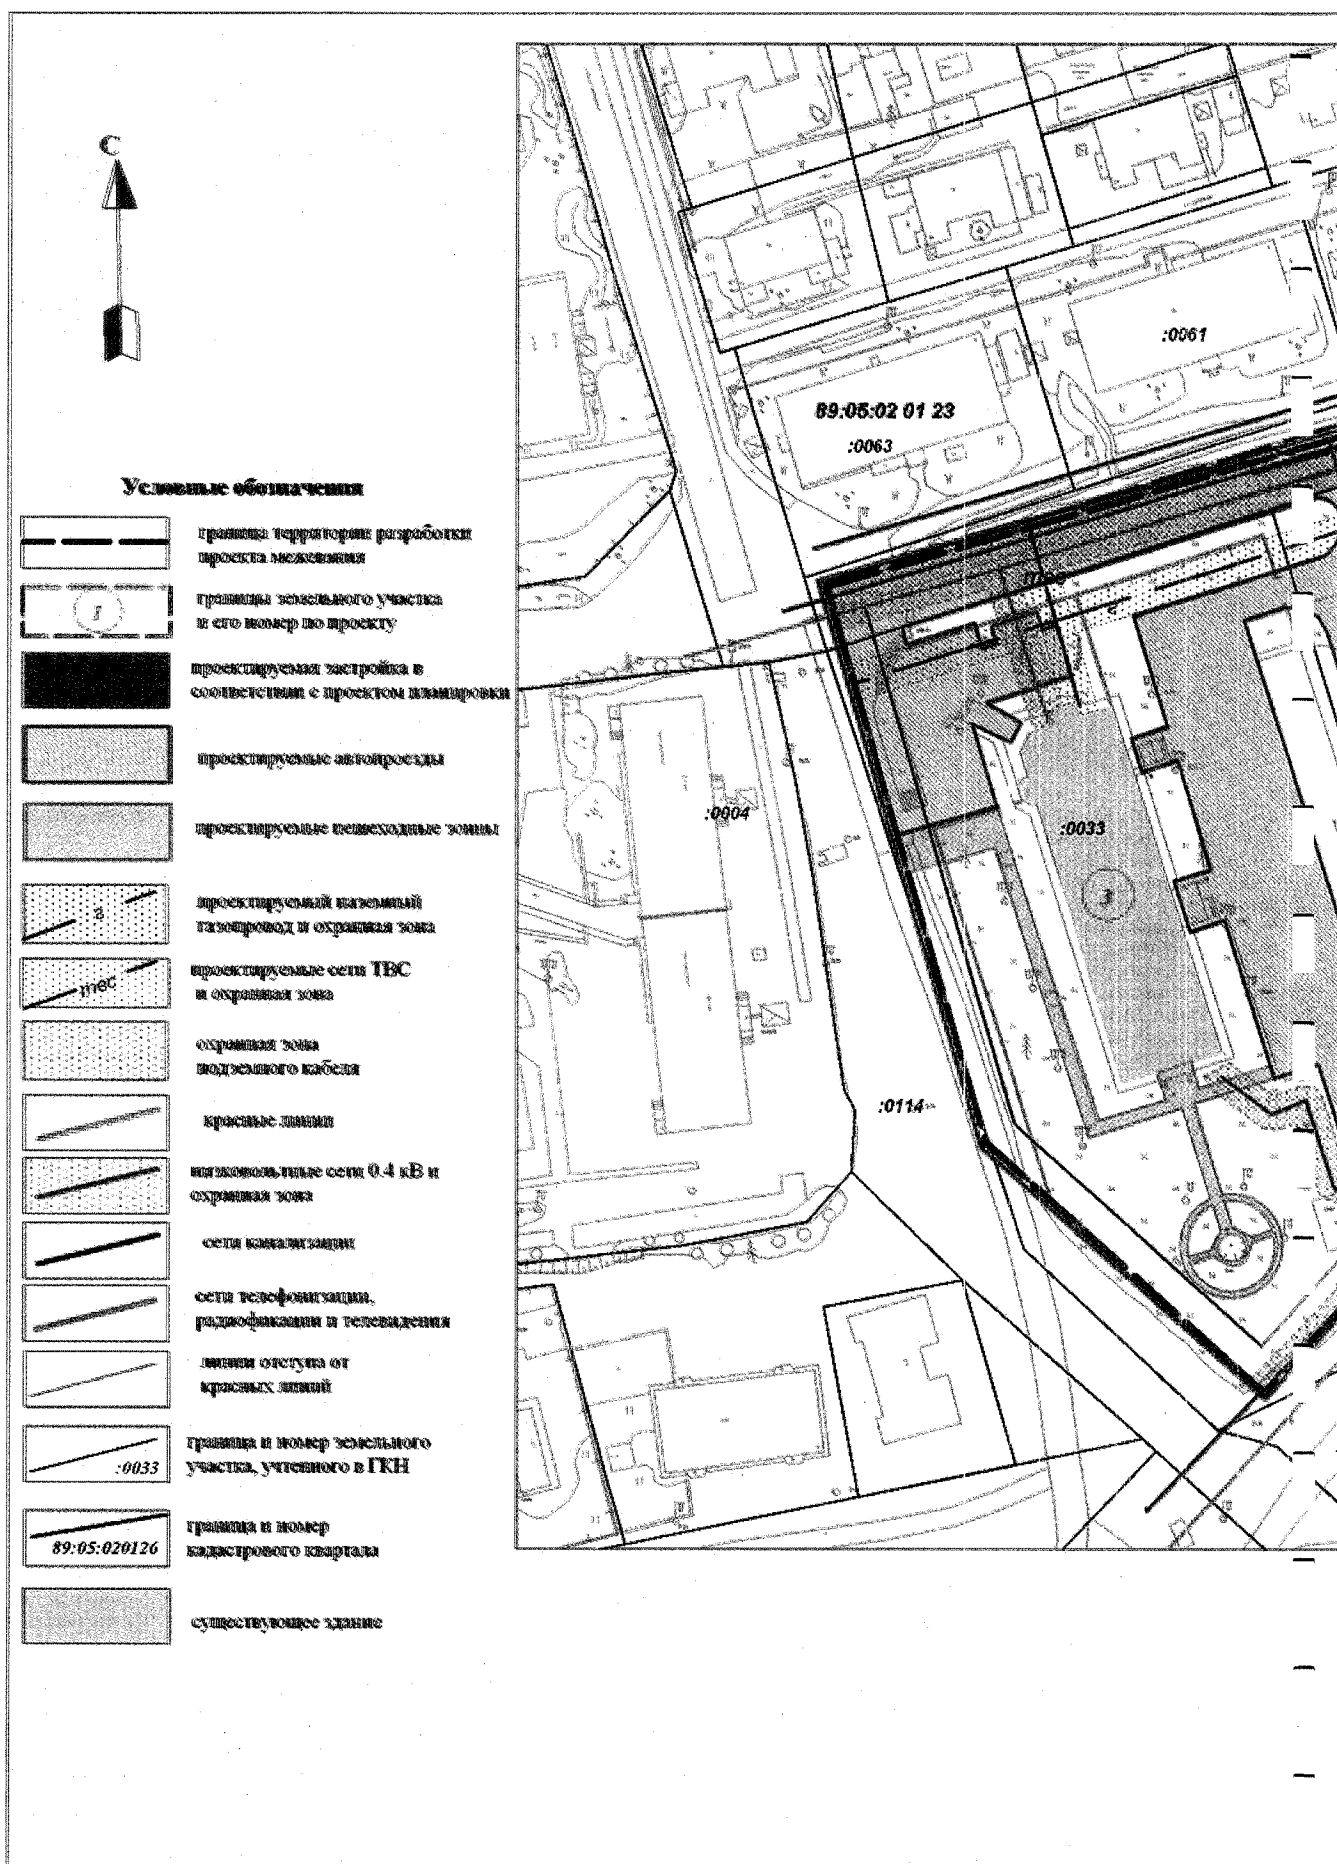 С
Условные обозначения
граница территории разработки
проекта межевания
3
границы земельного участка
и его номер по проекту
проектируемая застройка в
соответствии с проектом планировки
проектируемые автопроезды
проектируемые пешеходные зоны
г
проектируемый наземный
газопровод и охранная зона
твс
проектируемые сети ТВС
и охранная зона
охранная зона
подземного кабеля
красные линии
низковольтные сети 0.4 кВ и
охранная зона
сети канализации
сети телефонизации,
радиофикации и телевидения
линии отступа от
красных линий
:0033
граница и номер земельного
участка, учтенного в ГКН
89:05:020126
граница и номер
кадастрового квартала
существующее здание
:0061
89:05:02 01 23
:0063
твс
г
:0004
:0033
3
:0114